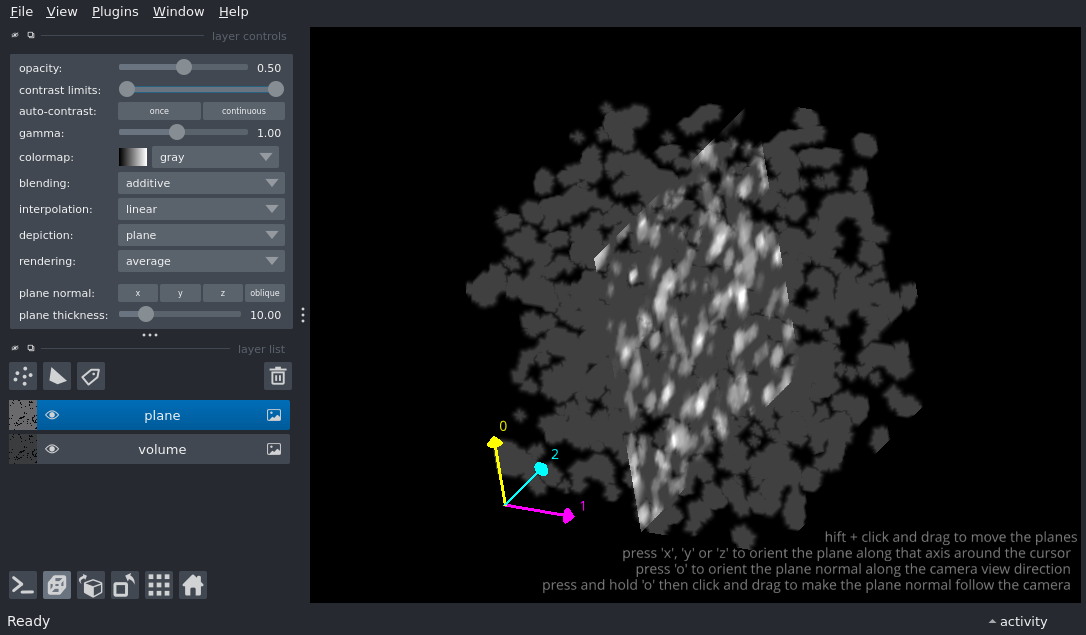 File View Plugins Window Help
layer controls
opacity: 0.50
contrast limits:
auto-contrast: once continuous
gamma: 1.00
colormap: gray
blending: additive
interpolation: linear
depiction: plane
rendering: average
plane normal: x y z oblique
plane thickness: 10.00
layer list
plane
volume
0
2
1
hift + click and drag to move the planes
press 'x', 'y' or 'z' to orient the plane along that axis around the cursor
press 'o' to orient the plane normal along the camera view direction
press and hold 'o' then click and drag to make the plane normal follow the camera
Ready activity